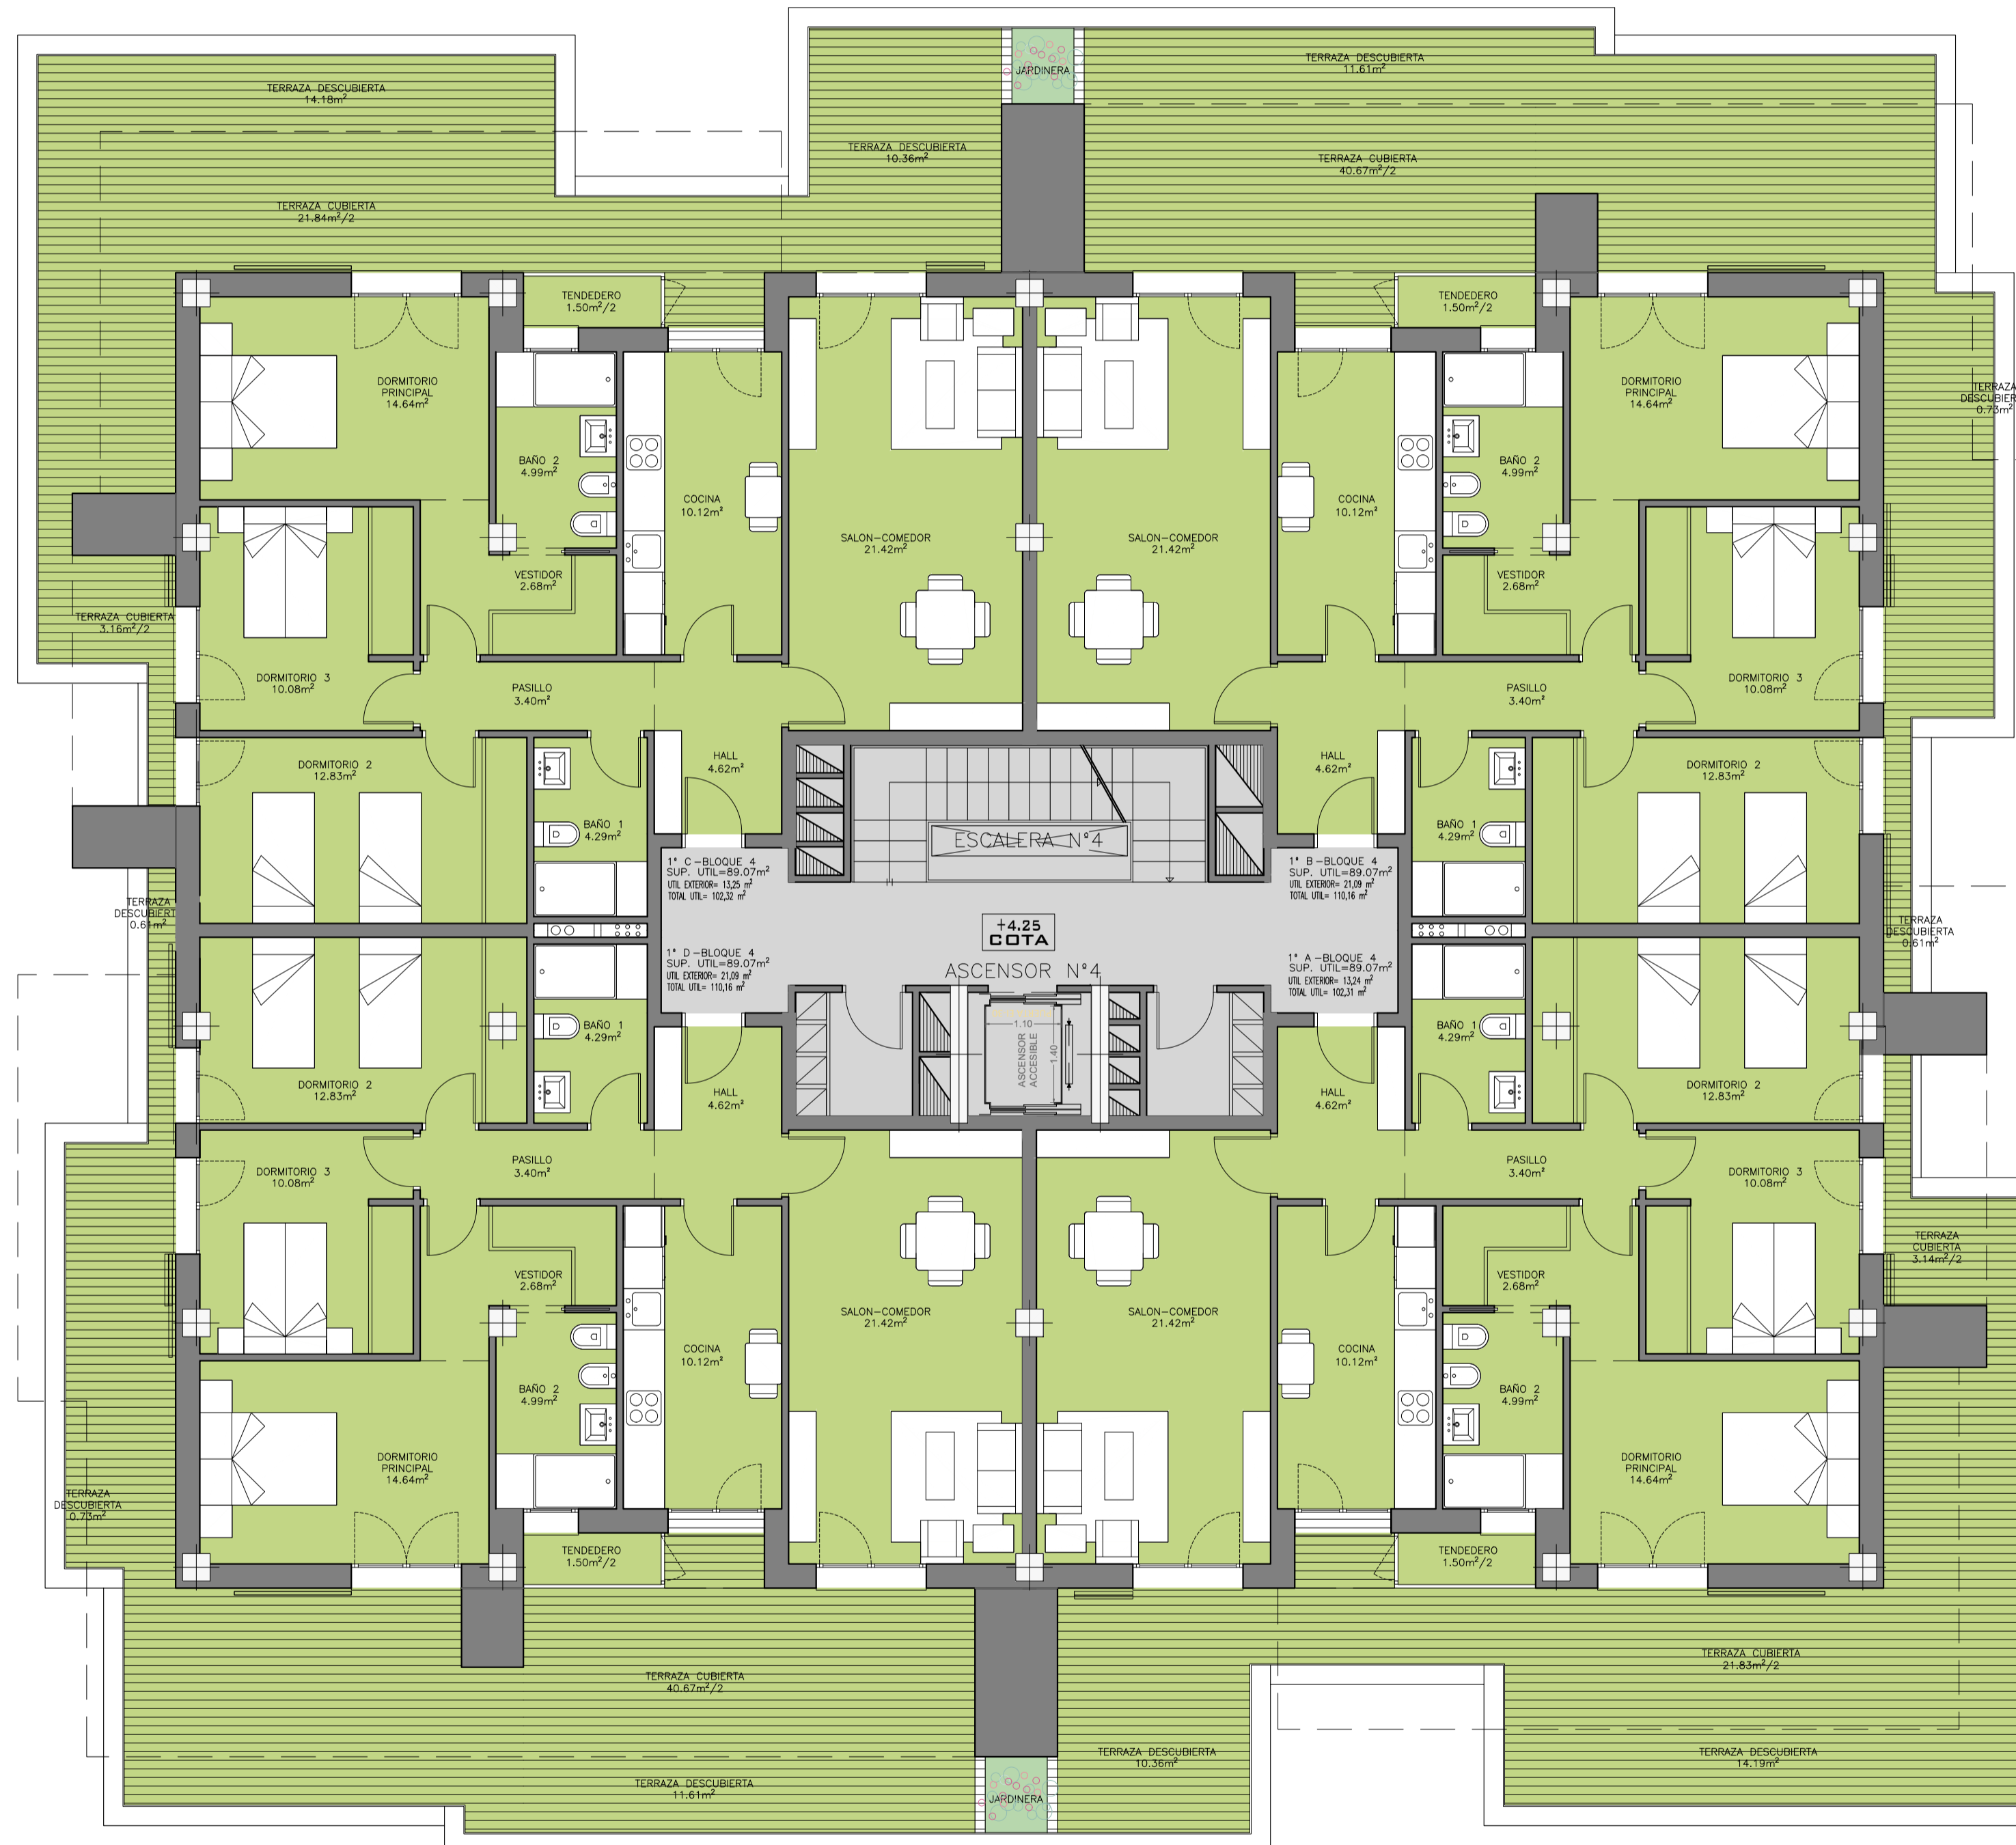 TERRAZA DESCUBIERTA
11.61m²
JARDINERA
TERRAZA DESCUBIERTA
14.18m²
TERRAZA DESCUBIERTA
10.36m²
TERRAZA CUBIERTA
40.67m²/2
TERRAZA CUBIERTA
21.84m²/2
TENDEDERO
1.50m²/2
TENDEDERO
1.50m²/2
DORMITORIO
PRINCIPAL
14.64m²
DORMITORIO
PRINCIPAL
14.64m²
TERRAZA
0.73m²
BAÑO 2
4.99m²
BAÑO 2
4.99m²
COCINA
10.12m²
COCINA
10.12m²
SALON-COMEDOR
21.42m²
SALON-COMEDOR
21.42m²
VESTIDOR
2.68m²
VESTIDOR
2.68m²
TERRAZA CUBIERTA
3.16m²/2
DORMITORIO 3
10.08m²
PASILLO
3.40m²
PASILLO
3.40m²
DORMITORIO 3
10.08m²
DORMITORIO 2
12.83m²
HALL
4.62m²
HALL
4.62m²
DORMITORIO 2
12.83m²
BAÑO 1
4.29m²
ESCALERA N°4
BAÑO 1
4.29m²
1° C -BLOQUE 4
SUP. UTIL=89.07m²
UTIL EXTERIOR= 13,25 m²
TOTAL UTIL= 102,32 m²
1° B -BLOQUE 4
SUP. UTIL=89.07m²
UTIL EXTERIOR= 21,09 m²
TOTAL UTIL= 110,16 m²
TERRAZA
DESCUBIERT
0.61m²
+4.25
COTA
TERRAZA
DESCUBIERTA
0.61m²
1° D -BLOQUE 4
SUP. UTIL=89.07m²
UTIL EXTERIOR= 21,09 m²
TOTAL UTIL= 110,16 m²
ASCENSOR N°4
1° A -BLOQUE 4
SUP. UTIL=89.07m²
UTIL EXTERIOR= 13,24 m²
TOTAL UTIL= 102,31 m²
BAÑO 1
4.29m²
1.10
1.40
ASCENSOR
ACCESIBLE
BAÑO 1
4.29m²
DORMITORIO 2
12.83m²
HALL
4.62m²
HALL
4.62m²
DORMITORIO 2
12.83m²
DORMITORIO 3
10.08m²
PASILLO
3.40m²
PASILLO
3.40m²
DORMITORIO 3
10.08m²
TERRAZA
CUBIERTA
3.14m²/2
VESTIDOR
2.68m²
VESTIDOR
2.68m²
SALON-COMEDOR
21.42m²
SALON-COMEDOR
21.42m²
COCINA
10.12m²
COCINA
10.12m²
BAÑO 2
4.99m²
BAÑO 2
4.99m²
DORMITORIO
PRINCIPAL
14.64m²
DORMITORIO
PRINCIPAL
14.64m²
TERRAZA
DESCUBIERTA
0.73m²
TENDEDERO
1.50m²/2
TENDEDERO
1.50m²/2
TERRAZA CUBIERTA
40.67m²/2
TERRAZA CUBIERTA
21.83m²/2
TERRAZA DESCUBIERTA
10.36m²
TERRAZA DESCUBIERTA
14.19m²
TERRAZA DESCUBIERTA
11.61m²
JARDINERA